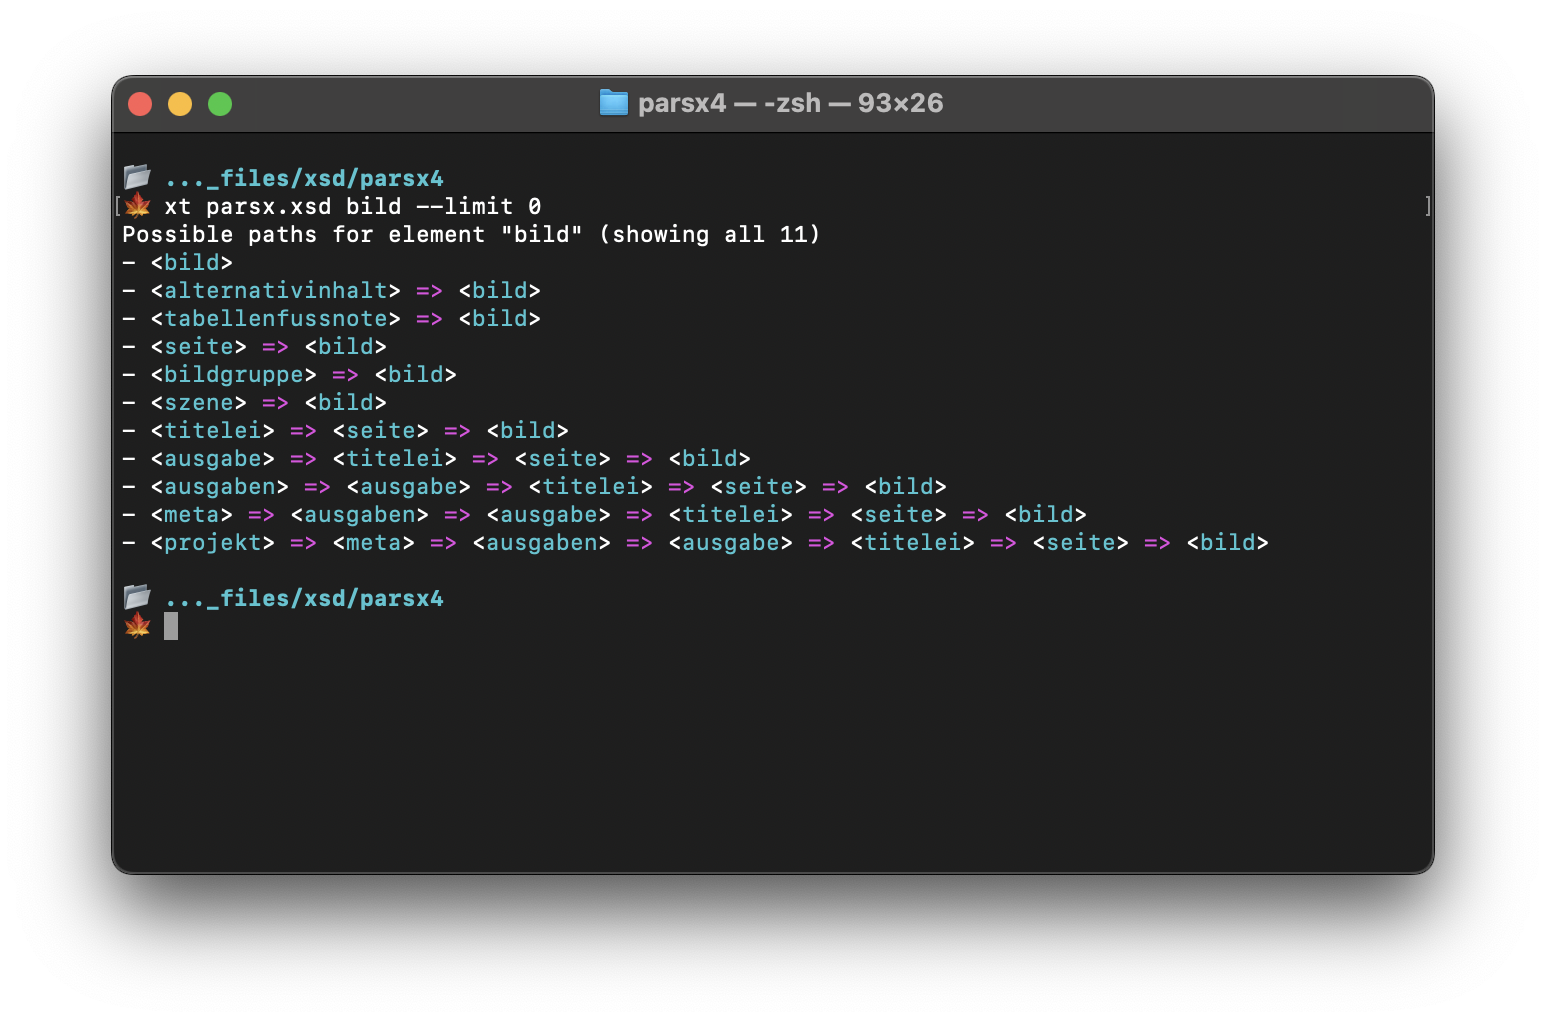 parsx4 — -zsh — 93×26
..._files/xsd/parsx4
[ xt parsx.xsd bild --limit 0 ]
Possible paths for element "bild" (showing all 11)
- <bild>
- <alternativinhalt> => <bild>
- <tabellenfussnote> => <bild>
- <seite> => <bild>
- <bildgruppe> => <bild>
- <szene> => <bild>
- <titelei> => <seite> => <bild>
- <ausgabe> => <titelei> => <seite> => <bild>
- <ausgaben> => <ausgabe> => <titelei> => <seite> => <bild>
- <meta> => <ausgaben> => <ausgabe> => <titelei> => <seite> => <bild>
- <projekt> => <meta> => <ausgaben> => <ausgabe> => <titelei> => <seite> => <bild>
..._files/xsd/parsx4